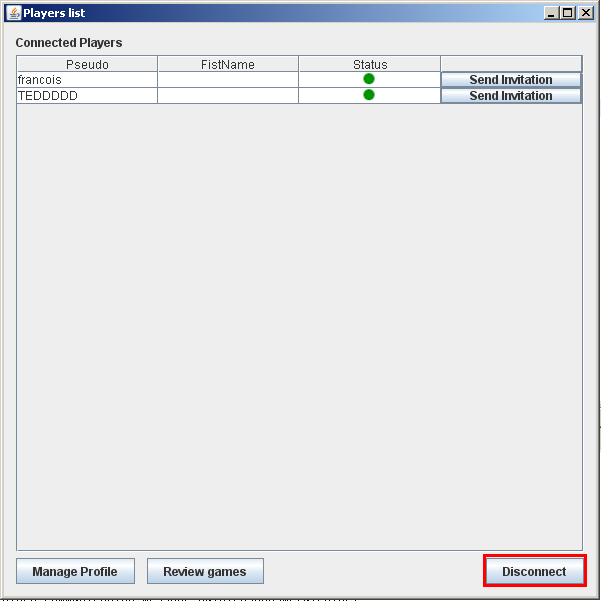 Players list
Connected Players
Pseudo FistName Status
francois Send Invitation
TEDDDDD Send Invitation
Manage Profile Review games Disconnect